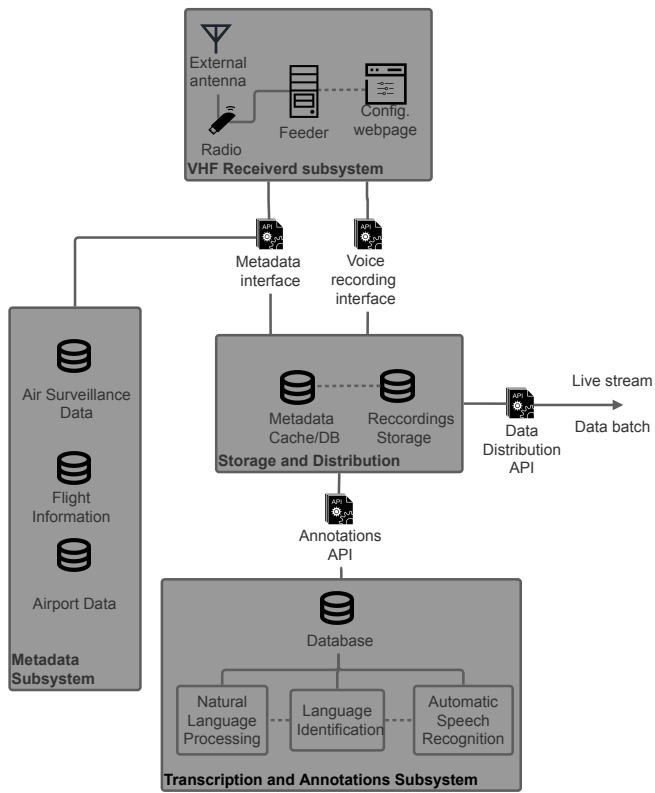 External
antenna
Radio
Feeder
Config.
webpage
VHF Receiverd subsystem
API
Metadata
interface
API
Voice
recording
interface
Air Surveillance
Data
Flight
Information
Airport Data
Metadata
Subsystem
Metadata
Cache/DB
Reccordings
Storage
Storage and Distribution
API
Data
Distribution
API
Live stream
Data batch
API
Annotations
API
Database
Natural
Language
Processing
Language
Identification
Automatic
Speech
Recognition
Transcription and Annotations Subsystem